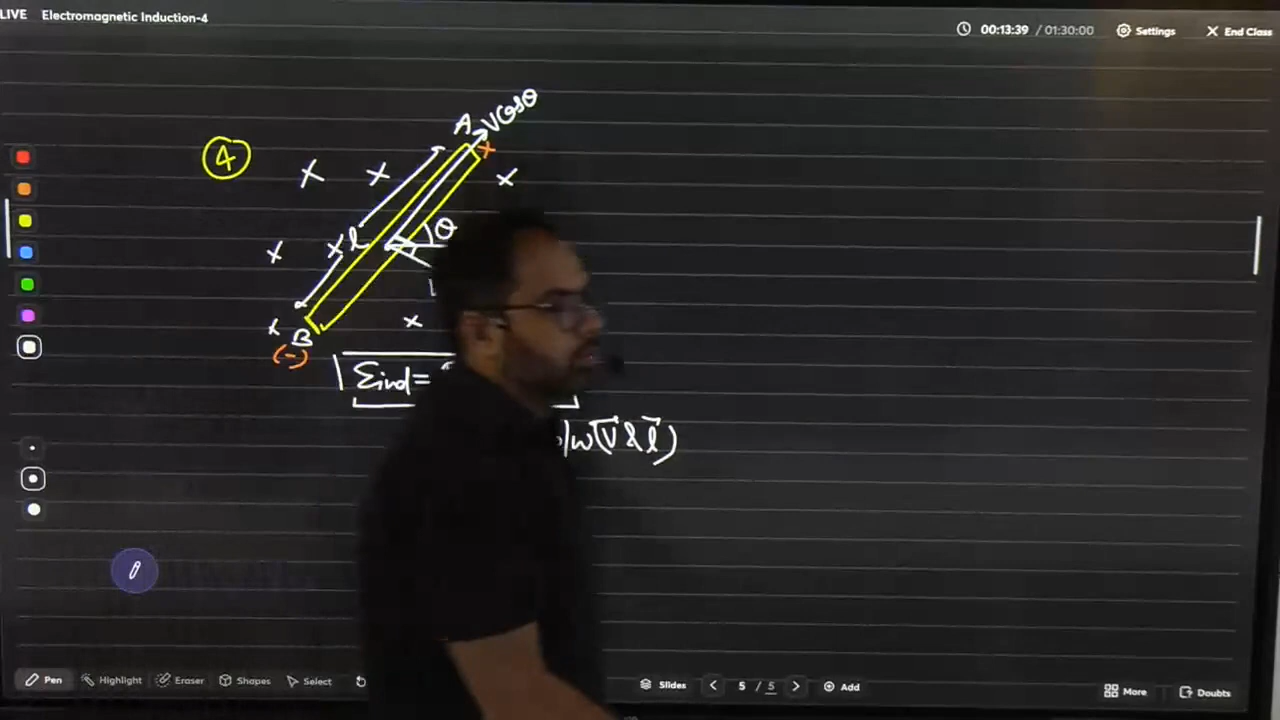 LIVE Electromagnetic Induction-4
00:13:39 / 01:30:00
Settings
End Class
4
A
Vcosθ
+
X X X
θ
X X l
X
X
B
(-)
Ɛind=
b/w v⃗ & l⃗)
Pen Highlight Eraser Shapes Select
Slides 5 / 5 Add
More Doubts